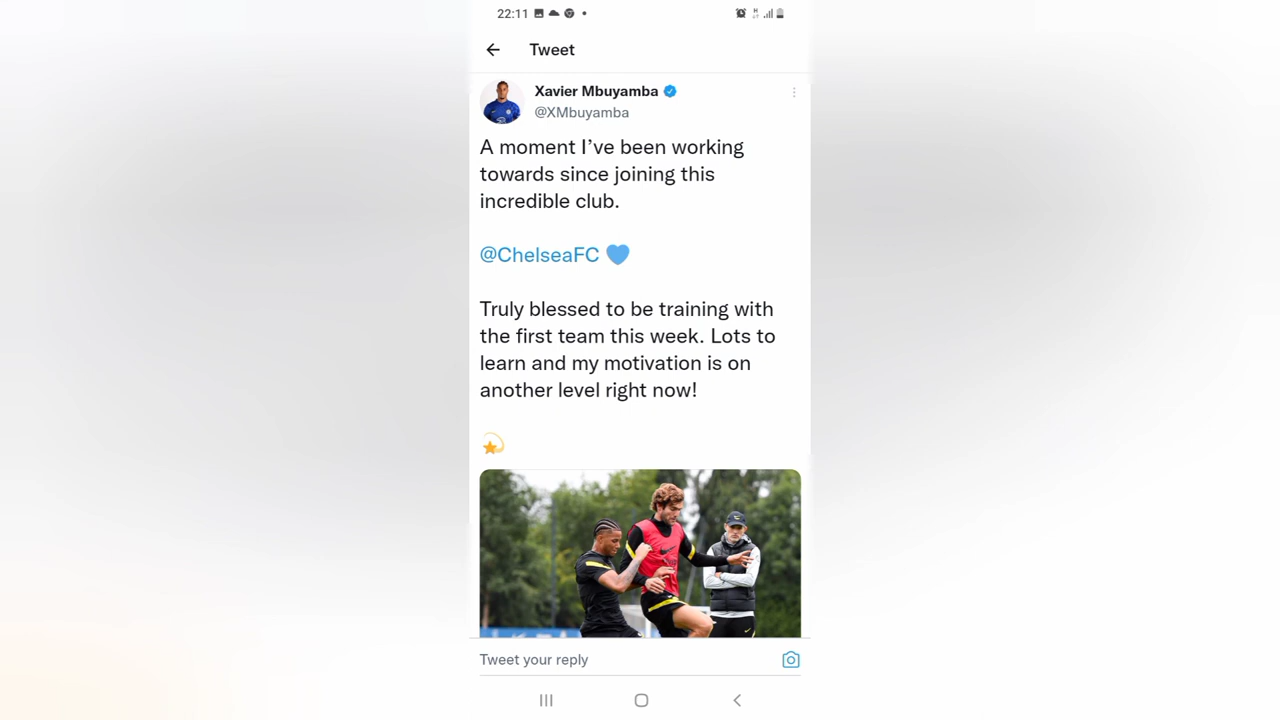 22:11
Tweet
Xavier Mbuyamba
@XMbuyamba
A moment I’ve been working
towards since joining this
incredible club.
@ChelseaFC 💙
Truly blessed to be training with
the first team this week. Lots to
learn and my motivation is on
another level right now!
💫
Tweet your reply